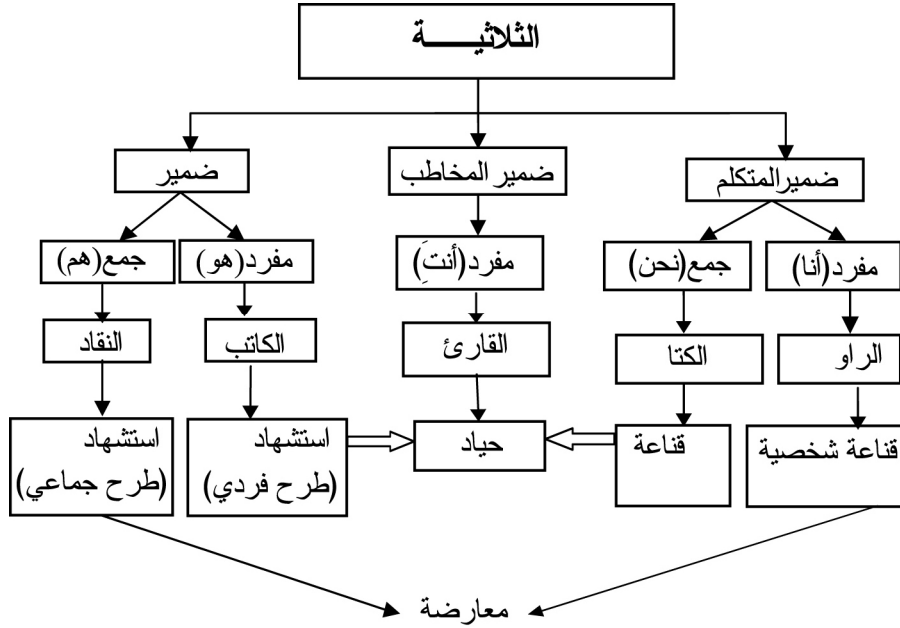 الثلاثيـــــة
ضميرالمتكلم
ضمير المخاطب
ضمير
مفرد(أنا)
جمع(نحن)
مفرد(أنتَ)
مفرد(هو)
جمع(هم)
الراو
الكتا
القارئ
الكاتب
النقاد
قناعة شخصية
قناعة
حياد
استشهاد
(طرح فردي)
استشهاد
(طرح جماعي)
معارضة